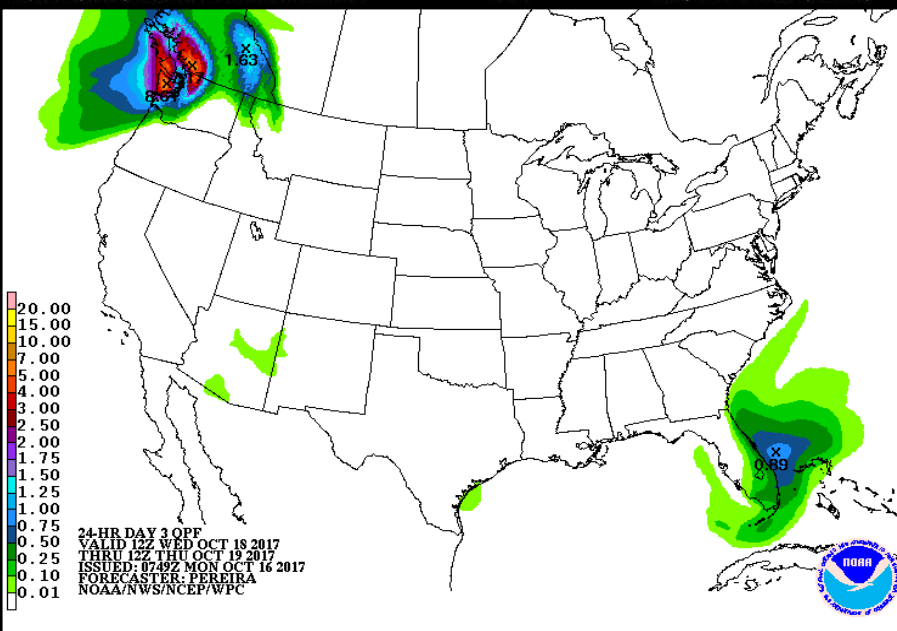 1.63
0.89
20.00
15.00
10.00
7.00
5.00
4.00
3.00
2.50
2.00
1.75
1.50
1.25
1.00
0.75
0.50
0.25
0.10
0.01
24-HR DAY 3 QPF
VALID 12Z WED OCT 18 2017
THRU 12Z THU OCT 19 2017
ISSUED: 0749Z MON OCT 16 2017
FORECASTER: PEREIRA
NOAA/NWS/NCEP/WPC
NOAA